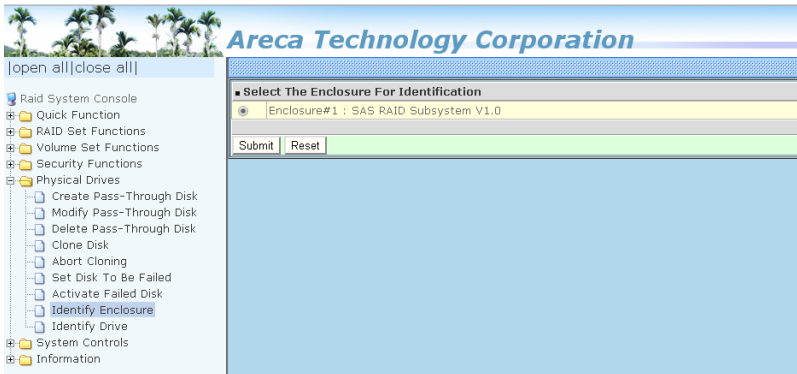 Areca Technology Corporation
|open all|close all|
Raid System Console
Quick Function
RAID Set Functions
Volume Set Functions
Security Functions
Physical Drives
Create Pass-Through Disk
Modify Pass-Through Disk
Delete Pass-Through Disk
Clone Disk
Abort Cloning
Set Disk To Be Failed
Activate Failed Disk
Identify Enclosure
Identify Drive
System Controls
Information
Select The Enclosure For Identification
Enclosure#1 : SAS RAID Subsystem V1.0
Submit Reset